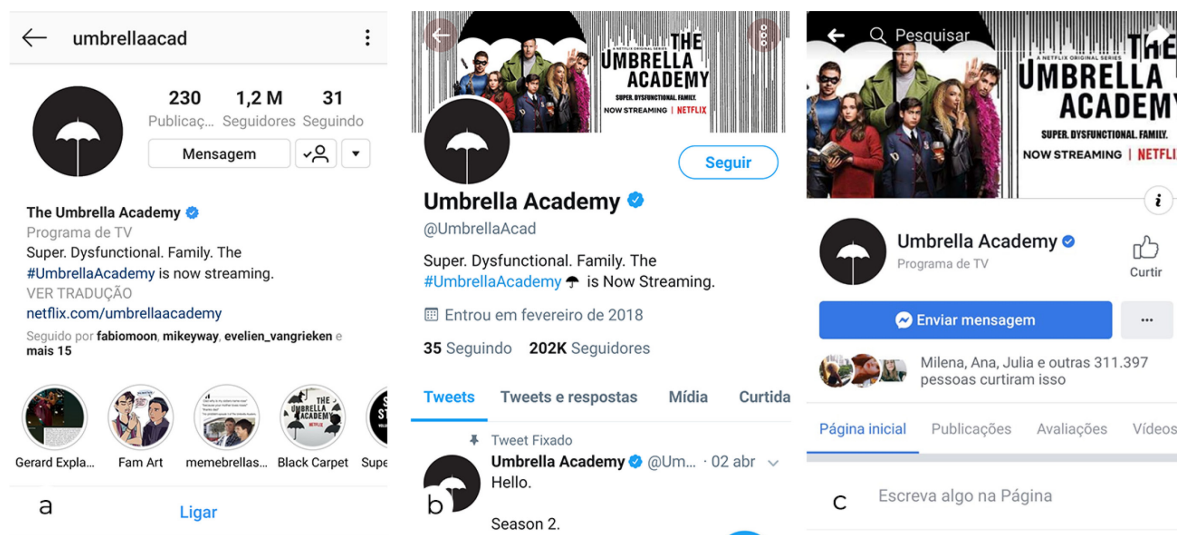 umbrellaacad
230 1,2 M 31
Publicaç... Seguidores Seguindo
Mensagem
The Umbrella Academy
Programa de TV
Super. Dysfunctional. Family. The
#UmbrellaAcademy is now streaming.
VER TRADUÇÃO
netflix.com/umbrellaacademy
Seguido por fabiomoon, mikeyway, evelien_vangrieken e
mais 15
Gerard Expla... Fam Art memebrellas... Black Carpet Supe
a
Ligar
A NETFLIX ORIGINAL SERIES
THE
UMBRELLA
ACADEMY
SUPER. DYSFUNCTIONAL. FAMILY.
NOW STREAMING | NETFLIX
Seguir
Umbrella Academy
@UmbrellaAcad
Super. Dysfunctional. Family. The
#UmbrellaAcademy is Now Streaming.
Entrou em fevereiro de 2018
35 Seguindo 202K Seguidores
Tweets Tweets e respostas Mídia Curtida
Tweet Fixado
Umbrella Academy @Um... · 02 abr
Hello.
b
Season 2.
Pesquisar
A NETFLIX ORIGINAL SERIES
THE
UMBRELLA
ACADEMY
SUPER. DYSFUNCTIONAL. FAMILY.
NOW STREAMING | NETFLI
i
Umbrella Academy
Programa de TV
Curtir
Enviar mensagem
...
Milena, Ana, Julia e outras 311.397
pessoas curtiram isso
Página inicial Publicações Avaliações Vídeos
c
Escreva algo na Página